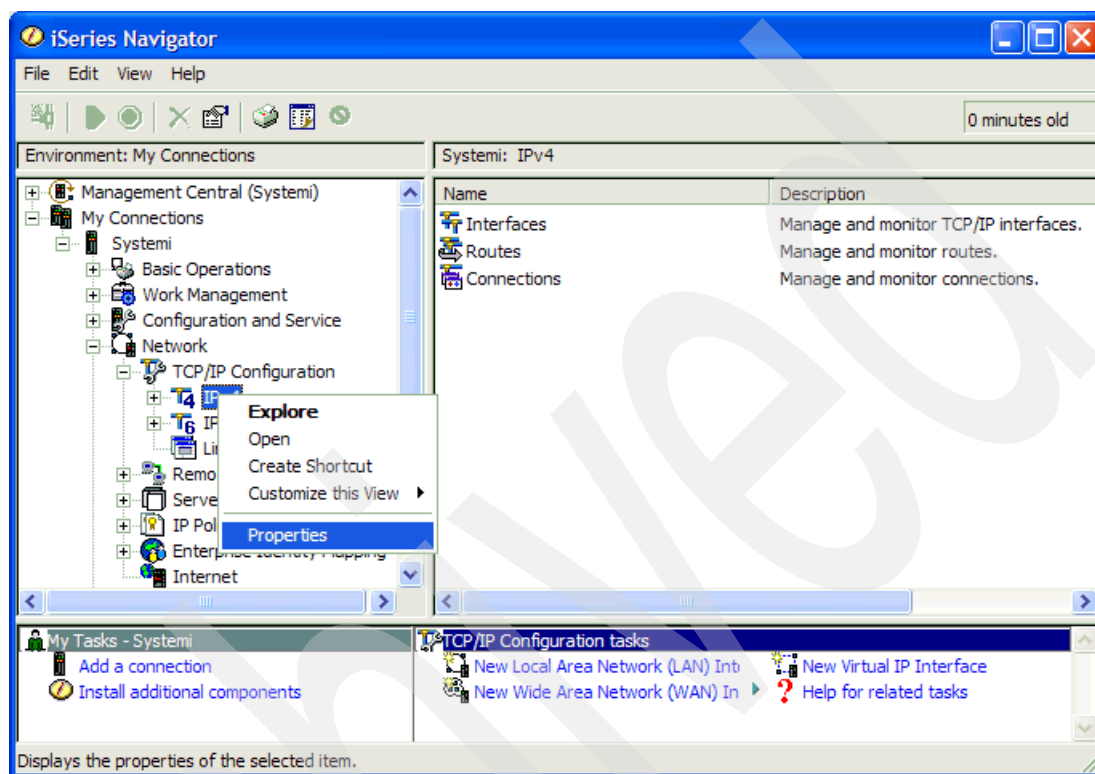 iSeries Navigator
File Edit View Help
0 minutes old
Environment: My Connections
Systemi: IPv4
Management Central (Systemi)
My Connections
Systemi
Basic Operations
Work Management
Configuration and Service
Network
TCP/IP Configuration
Internet
Name Description
Interfaces Manage and monitor TCP/IP interfaces.
Routes Manage and monitor routes.
Connections Manage and monitor connections.
Explore
Open
Create Shortcut
Customize this View
Properties
My Tasks - Systemi
Add a connection
Install additional components
TCP/IP Configuration tasks
New Local Area Network (LAN) Int
New Wide Area Network (WAN) In
New Virtual IP Interface
Help for related tasks
Displays the properties of the selected item.